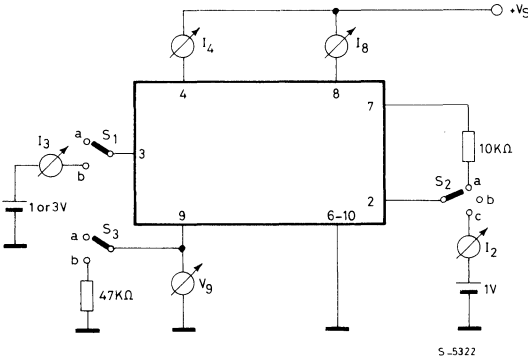 +VS
I4
I8
4
8
7
I3
a
S1
b
3
10KΩ
S2
a
b
c
2
1 or 3V
9
6-10
a
S3
b
I2
47KΩ
V9
1V
S_5322